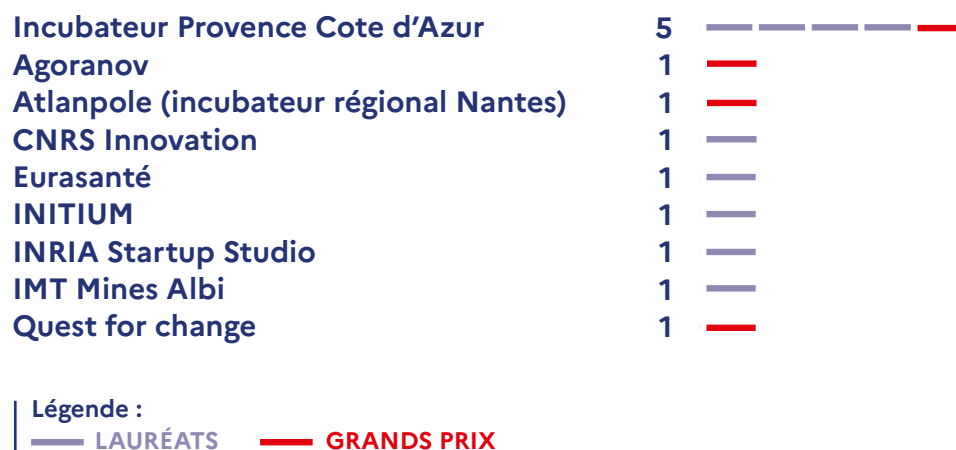 Incubateur Provence Cote d’Azur 5
Agoranov 1
Atlanpole (incubateur régional Nantes) 1
CNRS Innovation 1
Eurasanté 1
INITIUM 1
INRIA Startup Studio 1
IMT Mines Albi 1
Quest for change 1
Légende :
LAURÉATS GRANDS PRIX